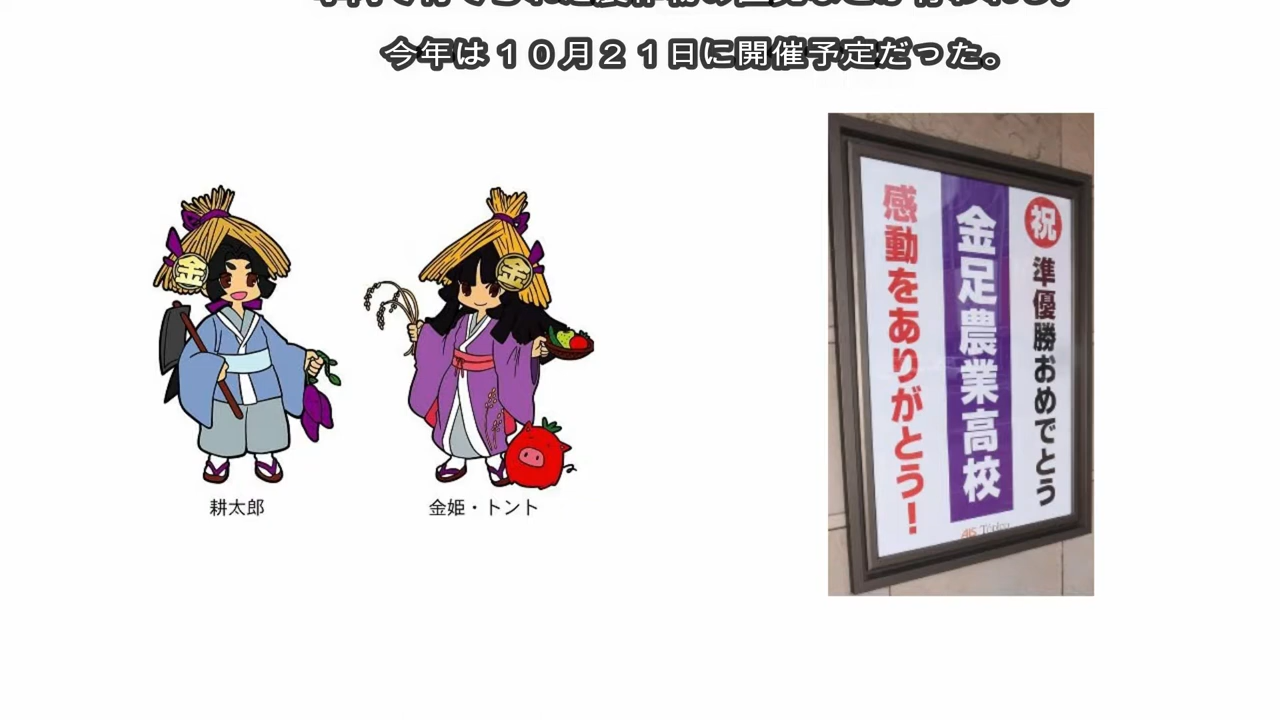 今年は１０月２１日に開催予定だった。
金
金
耕太郎
金姫・トント
祝 準優勝おめでとう
金足農業高校
感動をありがとう！